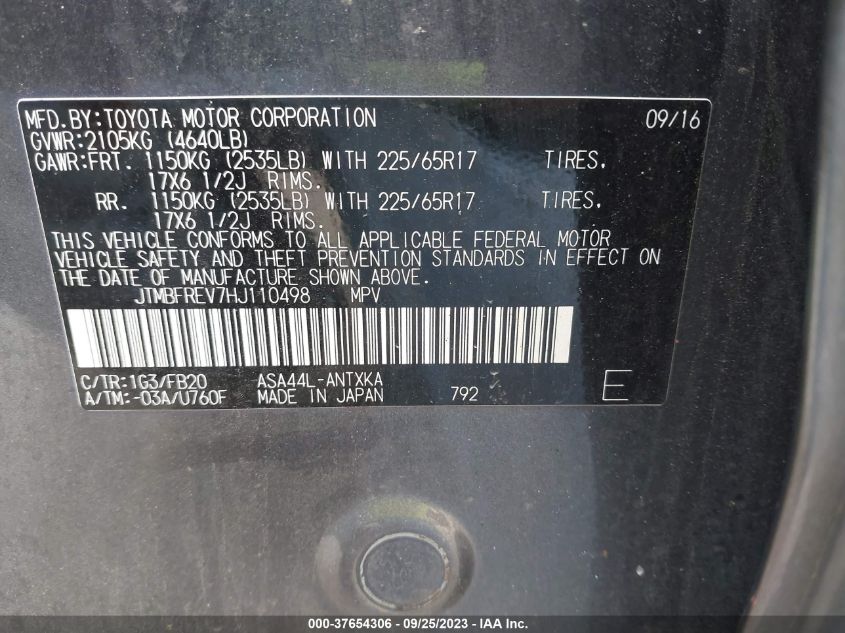 MFD.BY:TOYOTA MOTOR CORPORATION 09/16
GVWR:2105KG (4640LB)
GAWR:FRT. 1150KG (2535LB) WITH 225/65R17 TIRES.
17X6 1/2J RIMS.
RR. 1150KG (2535LB) WITH 225/65R17 TIRES.
17X6 1/2J RIMS.
THIS VEHICLE CONFORMS TO ALL APPLICABLE FEDERAL MOTOR
VEHICLE SAFETY AND THEFT PREVENTION STANDARDS IN EFFECT ON
THE DATE OF MANUFACTURE SHOWN ABOVE.
JTMBFREV7HJ110498 MPV
C/TR:1G3/FB20 ASA44L-ANTXKA
A/TM:-03A/U760F MADE IN JAPAN 792 E
000-37654306 - 09/25/2023 - IAA Inc.